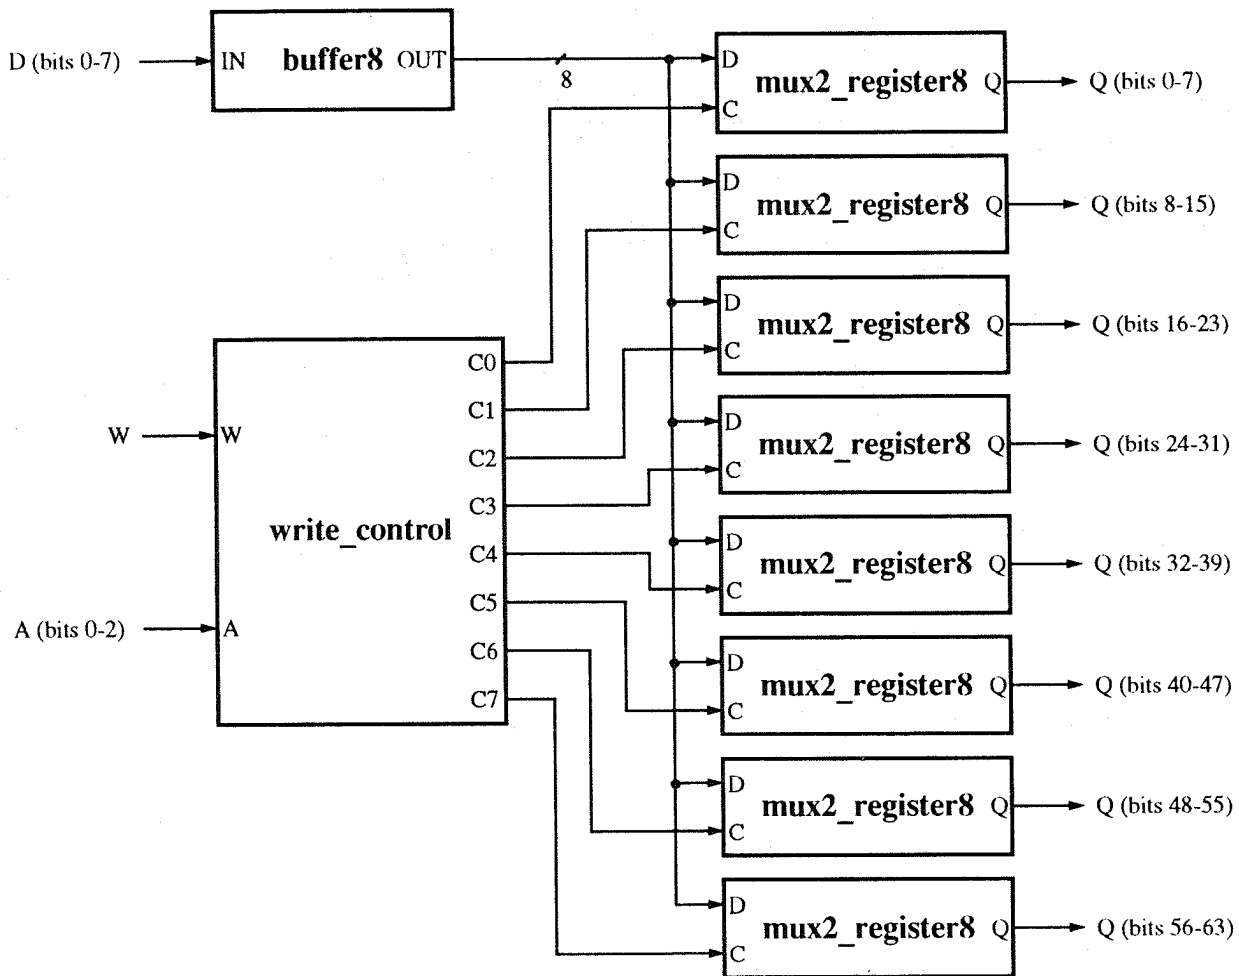 D (bits 0-7) IN buffer8 OUT
8
D mux2_register8 Q Q (bits 0-7)
C
D mux2_register8 Q Q (bits 8-15)
C
D mux2_register8 Q Q (bits 16-23)
C
D mux2_register8 Q Q (bits 24-31)
C
D mux2_register8 Q Q (bits 32-39)
C
D mux2_register8 Q Q (bits 40-47)
C
D mux2_register8 Q Q (bits 48-55)
C
D mux2_register8 Q Q (bits 56-63)
C
W W
write_control
A (bits 0-2) A
C0
C1
C2
C3
C4
C5
C6
C7